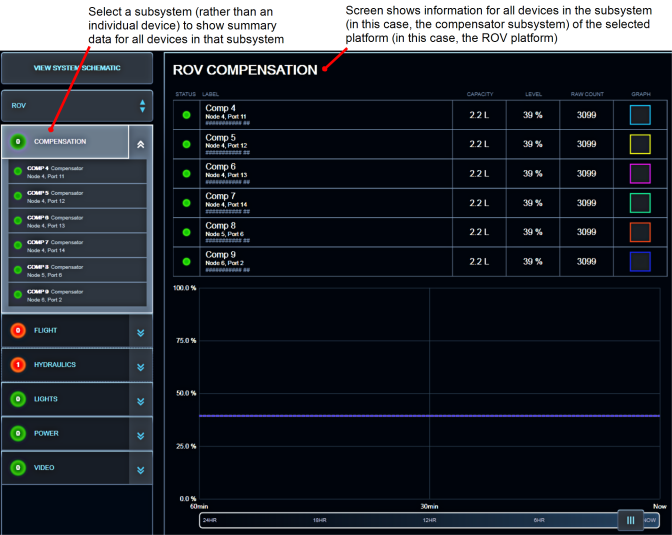 Select a subsystem (rather than an
individual device) to show summary
data for all devices in that subsystem
Screen shows information for all devices in the subsystem
(in this case, the compensator subsystem) of the selected
platform (in this case, the ROV platform)
VIEW SYSTEM SCHEMATIC
ROV
0 COMPENSATION
COMP 4 Compensator
Node 4, Port 11
COMP 5 Compensator
Node 4, Port 12
COMP 6 Compensator
Node 4, Port 13
COMP 7 Compensator
Node 4, Port 14
COMP 8 Compensator
Node 5, Port 6
COMP 9 Compensator
Node 6, Port 2
0 FLIGHT
1 HYDRAULICS
0 LIGHTS
0 POWER
0 VIDEO
ROV COMPENSATION
STATUS LABEL CAPACITY LEVEL RAW COUNT GRAPH
Comp 4
Node 4, Port 11
########### ##
2.2 L 39 % 3099
Comp 5
Node 4, Port 12
########### ##
2.2 L 39 % 3099
Comp 6
Node 4, Port 13
########### ##
2.2 L 39 % 3099
Comp 7
Node 4, Port 14
########### ##
2.2 L 39 % 3099
Comp 8
Node 5, Port 6
########### ##
2.2 L 39 % 3099
Comp 9
Node 6, Port 2
########### ##
2.2 L 39 % 3099
100.0 %
75.0 %
50.0 %
25.0 %
0.0 %
60min 30min Now
24HR 18HR 12HR 6HR NOW